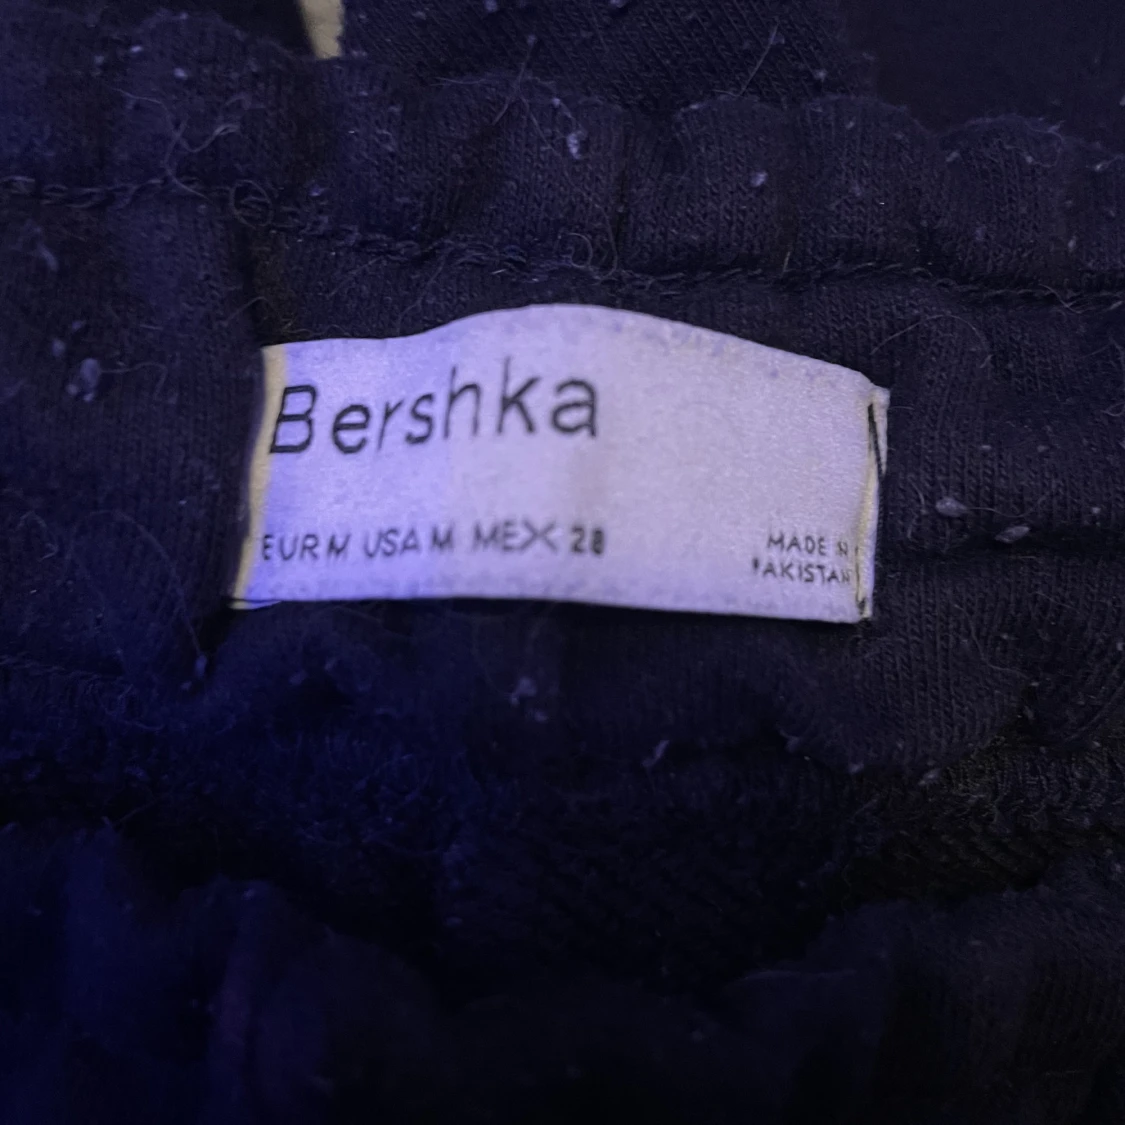 Bershka
EUR M USA M MEX 28
MADE IN
PAKISTAN